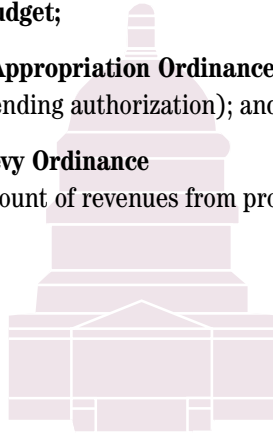 udget;
Appropriation Ordinance
ending authorization); and
vy Ordinance
ount of revenues from pro